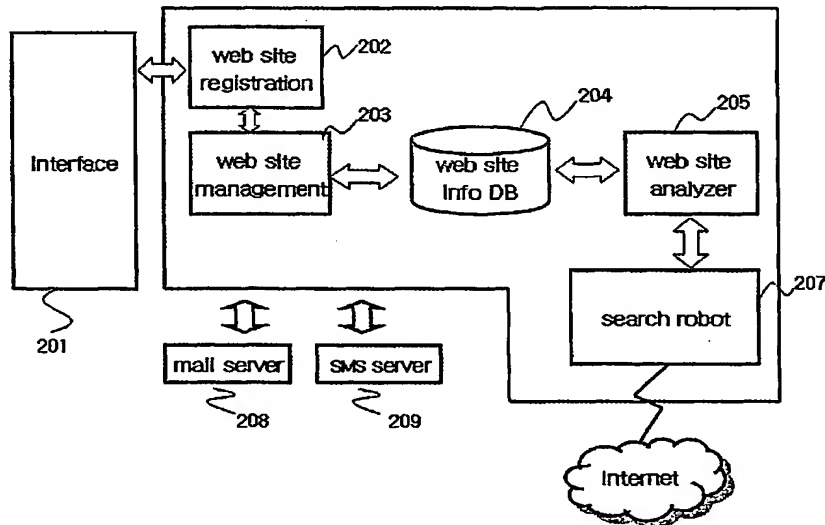 Interface
201
web site
registration
202
web site
management
203
web site
Info DB
204
web site
analyzer
205
search robot
207
mail server
208
SMS server
209
Internet